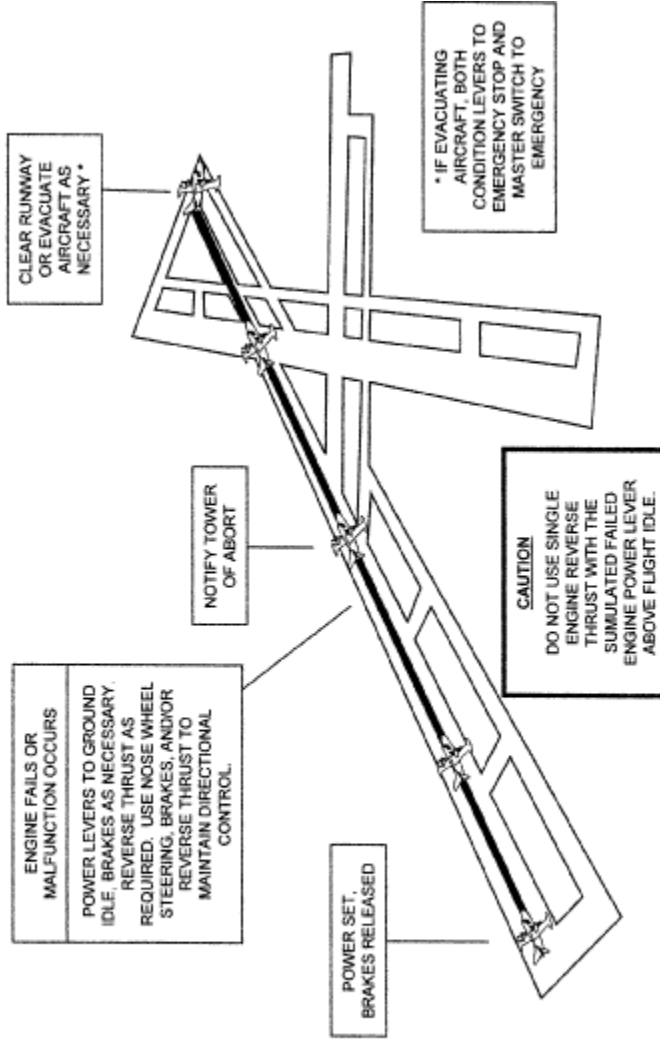 POWER SET,
BRAKES RELEASED
ENGINE FAILS OR
MALFUNCTION OCCURS
POWER LEVERS TO GROUND
IDLE, BRAKES AS NECESSARY.
REVERSE THRUST AS
REQUIRED. USE NOSE WHEEL
STEERING, BRAKES, AND/OR
REVERSE THRUST TO
MAINTAIN DIRECTIONAL
CONTROL.
NOTIFY TOWER
OF ABORT
CLEAR RUNWAY
OR EVACUATE
AIRCRAFT AS
NECESSARY *
CAUTION
DO NOT USE SINGLE
ENGINE REVERSE
THRUST WITH THE
SUMULATED FAILED
ENGINE POWER LEVER
ABOVE FLIGHT IDLE.
* IF EVACUATING
AIRCRAFT, BOTH
CONDITION LEVERS TO
EMERGENCY STOP AND
MASTER SWITCH TO
EMERGENCY